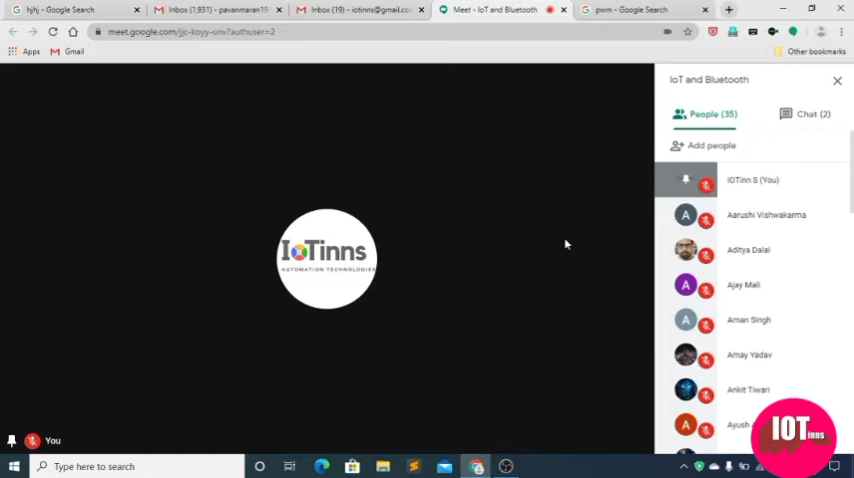 hjhj - Google Search
Inbox (1,931) - pavanmaran19
Inbox (19) - iotinns@gmail.co
Meet - IoT and Bluetooth
pwm - Google Search
meet.google.com/jjc-koyy-unv?authuser=2
Apps
Gmail
Other bookmarks
IoT and Bluetooth
People (35)
Chat (2)
Add people
IOTinn S (You)
A
Aarushi Vishwakarma
Aditya Dalal
A
Ajay Mali
A
Aman Singh
Amay Yadav
Ankit Tiwari
A
Ayush
IoTinns
AUTOMATION TECHNOLOGIES
You
IOTinns
Type here to search